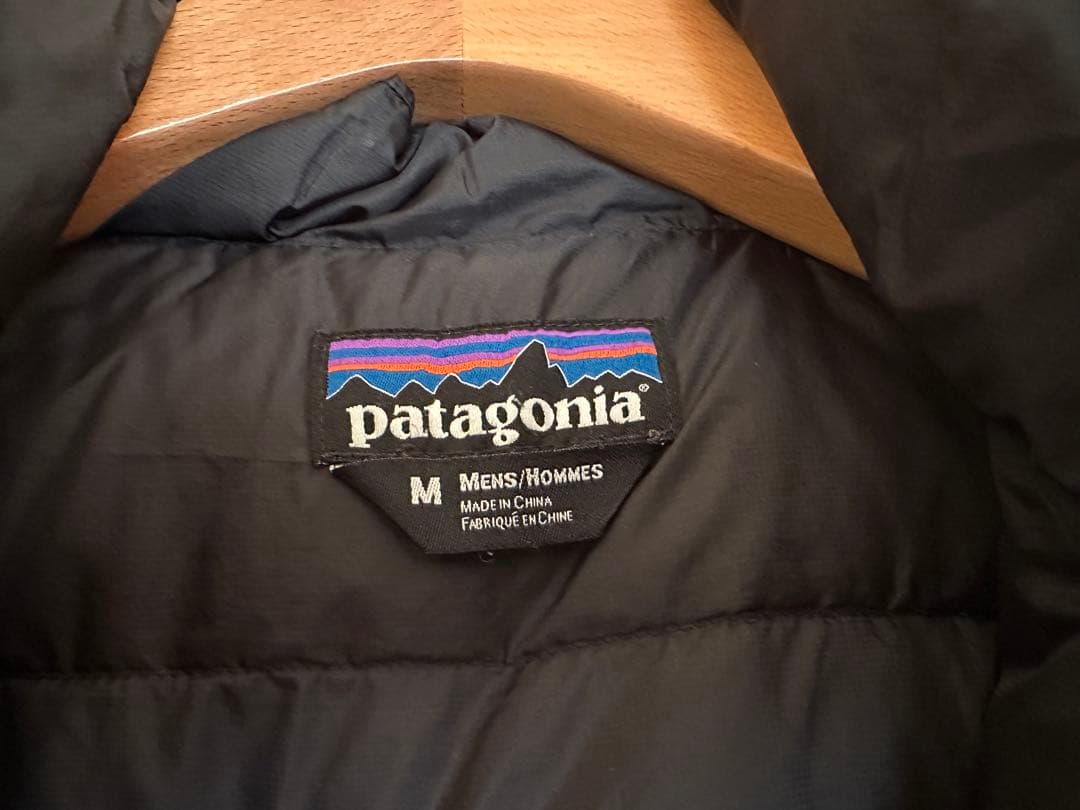 patagonia®
M MENS/HOMMES
MADE IN CHINA
FABRIQUÉ EN CHINE